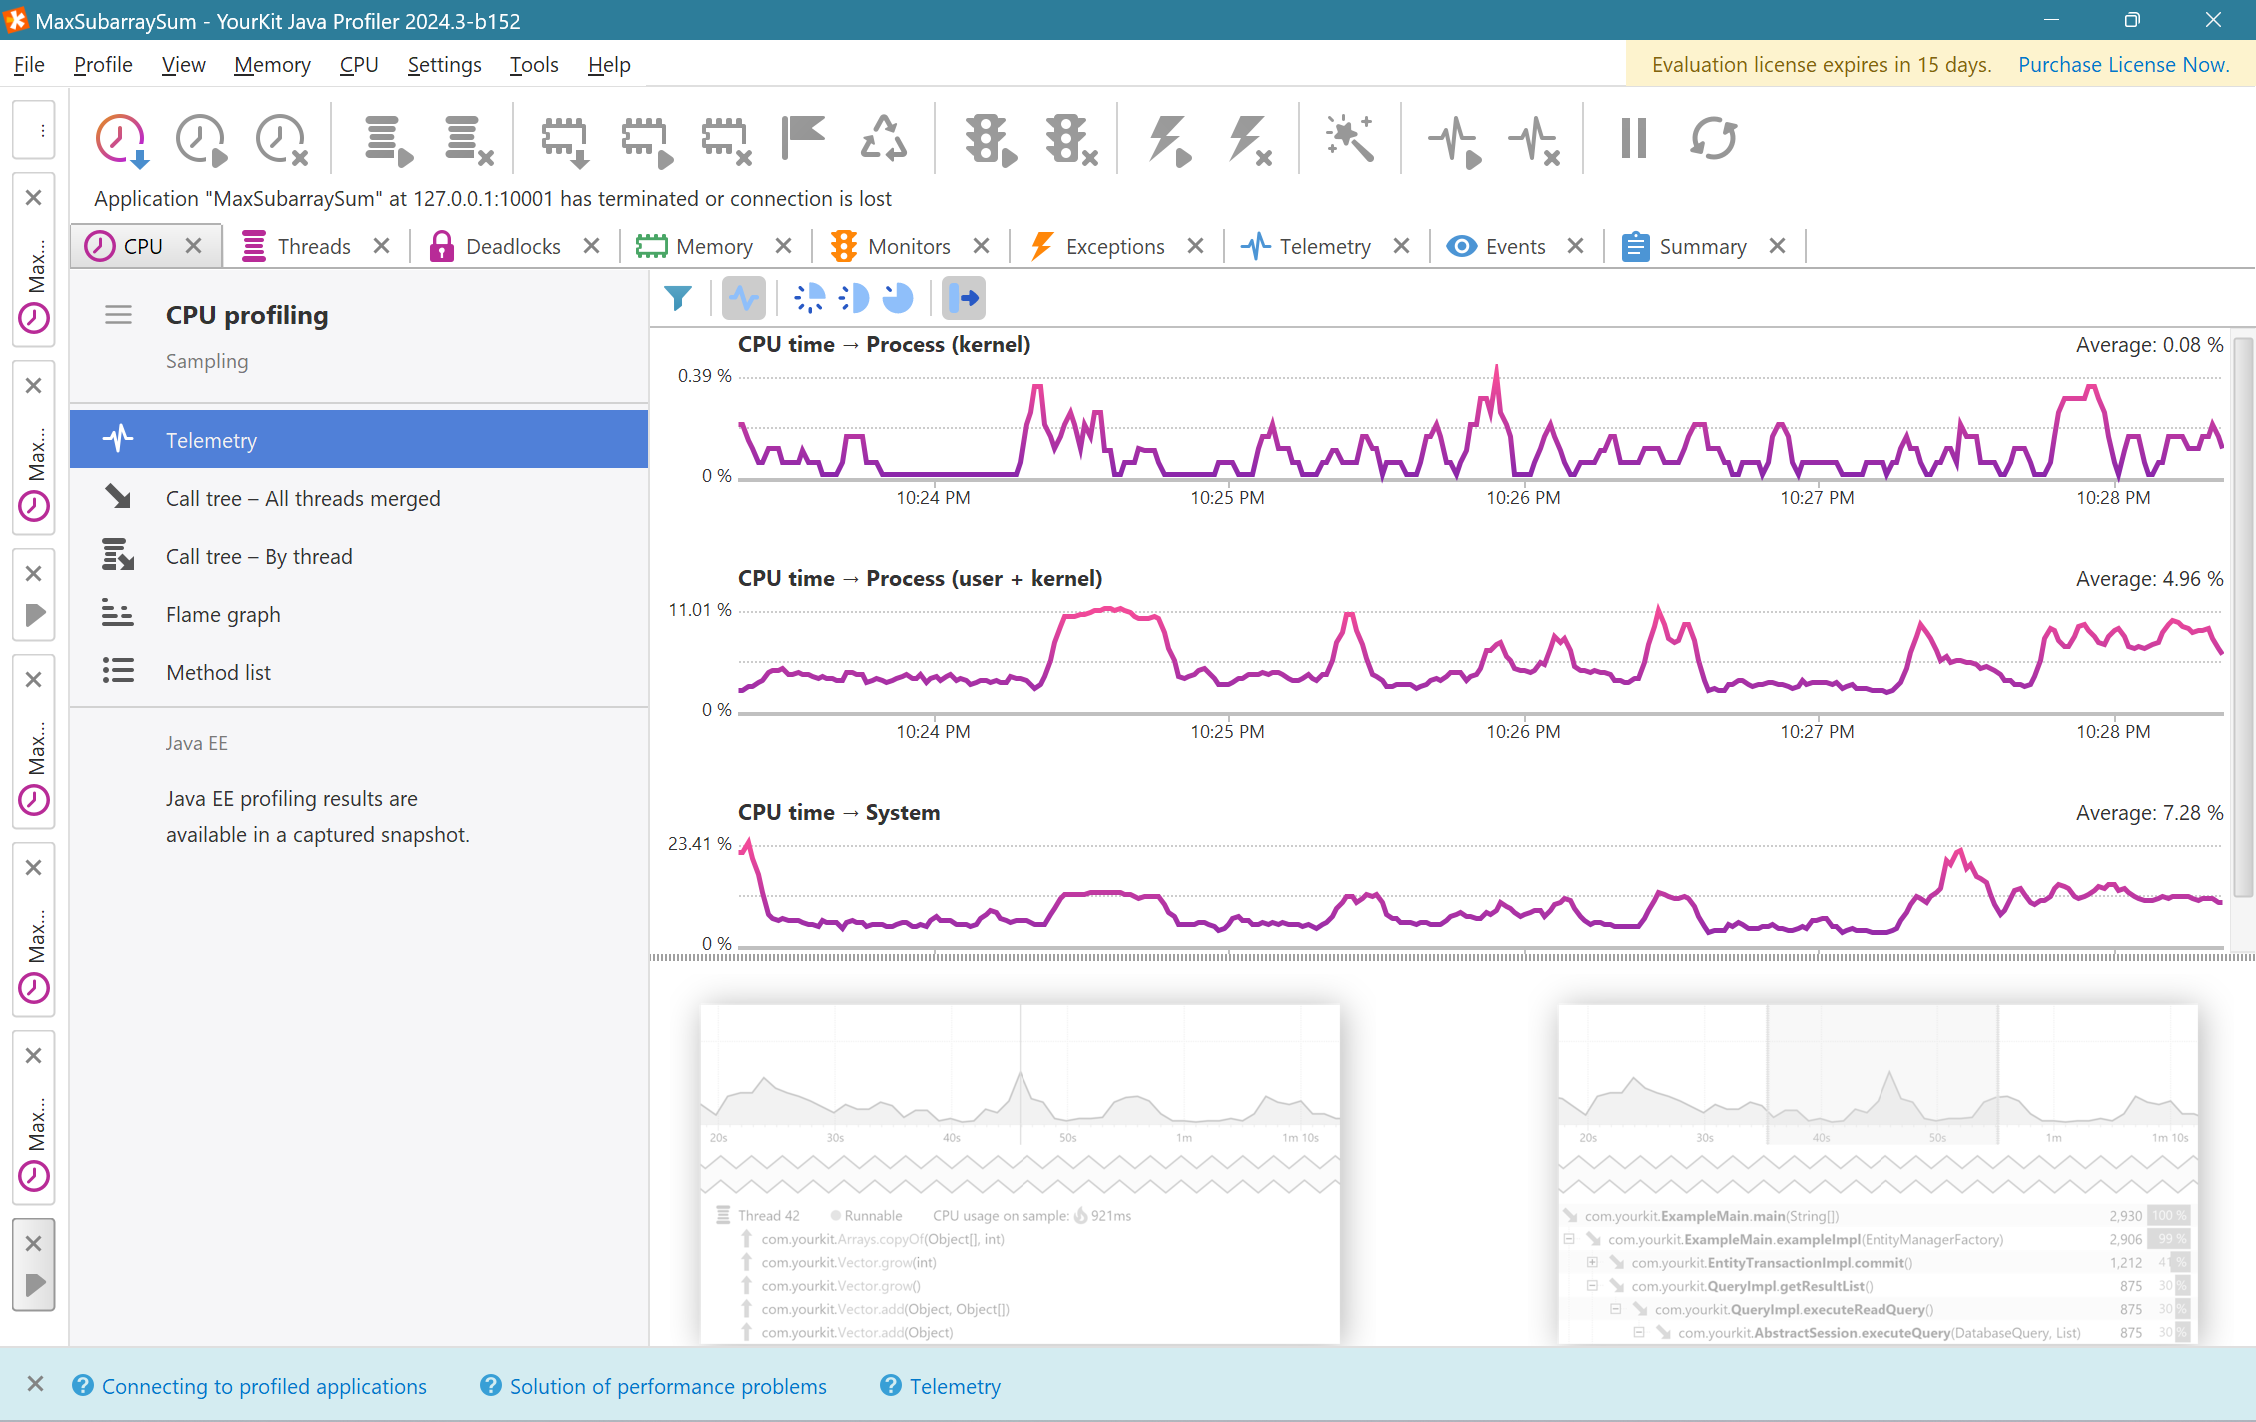 MaxSubarraySum - YourKit Java Profiler 2024.3-b152
File Profile View Memory CPU Settings Tools Help
Evaluation license expires in 15 days. Purchase License Now.
...
Max...
Max...
Max...
Max...
Max...
Application "MaxSubarraySum" at 127.0.0.1:10001 has terminated or connection is lost
CPU Threads Deadlocks Memory Monitors Exceptions Telemetry Events Summary
CPU profiling
Sampling
Telemetry
Call tree – All threads merged
Call tree – By thread
Flame graph
Method list
Java EE
Java EE profiling results are
available in a captured snapshot.
CPU time → Process (kernel) Average: 0.08 %
0.39 %
0 %
10:24 PM 10:25 PM 10:26 PM 10:27 PM 10:28 PM
CPU time → Process (user + kernel) Average: 4.96 %
11.01 %
0 %
10:24 PM 10:25 PM 10:26 PM 10:27 PM 10:28 PM
CPU time → System Average: 7.28 %
23.41 %
0 %
20s 30s 40s 50s 1m 1m 10s
Thread 42 Runnable CPU usage on sample: 921ms
com.yourkit.Arrays.copyOf(Object[], int)
com.yourkit.Vector.grow(int)
com.yourkit.Vector.grow()
com.yourkit.Vector.add(Object, Object[])
com.yourkit.Vector.add(Object)
20s 30s 40s 50s 1m 1m 10s
com.yourkit.ExampleMain.main(String[]) 2,930 100 %
com.yourkit.ExampleMain.exampleImpl(EntityManagerFactory) 2,906 99 %
com.yourkit.EntityTransactionImpl.commit() 1,212 41 %
com.yourkit.QueryImpl.getResultList() 875 30 %
com.yourkit.QueryImpl.executeReadQuery() 875 30 %
com.yourkit.AbstractSession.executeQuery(DatabaseQuery, List) 875 30 %
Connecting to profiled applications Solution of performance problems Telemetry